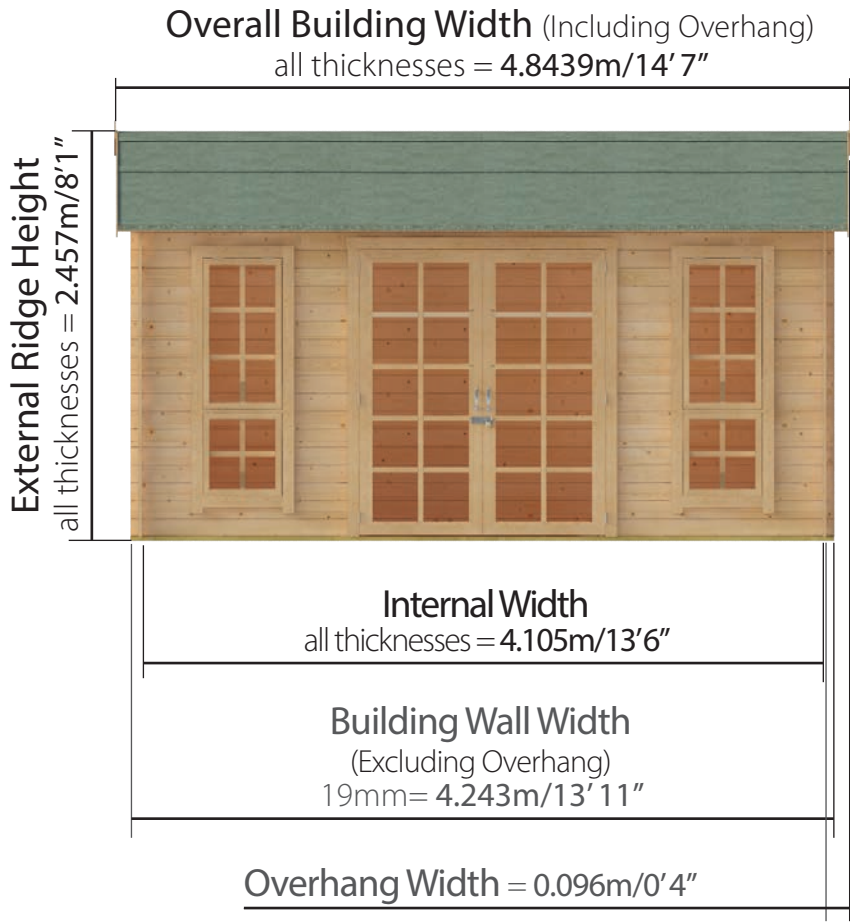 Overall Building Width (Including Overhang)
all thicknesses = 4.8439m/14’ 7”
External Ridge Height
all thicknesses = 2.457m/8’1”
Internal Width
all thicknesses = 4.105m/13’6”
Building Wall Width
(Excluding Overhang)
19mm= 4.243m/13’ 11”
Overhang Width = 0.096m/0’ 4”